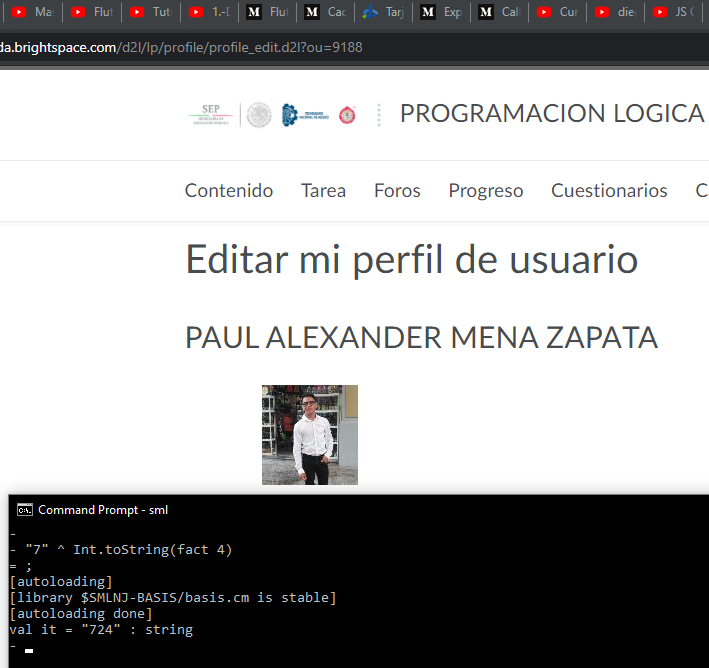 Ma
Flut
Tut
1.-D
Flut
Cac
Tarj
Exp
Call
Cur
die
JS C
da.brightspace.com/d2l/lp/profile/profile_edit.d2l?ou=9188
SEP
PROGRAMACION LOGICA
Contenido Tarea Foros Progreso Cuestionarios C
Editar mi perfil de usuario
PAUL ALEXANDER MENA ZAPATA
Command Prompt - sml
-
- "7" ^ Int.toString(fact 4)
= ;
[autoloading]
[library $SMLNJ-BASIS/basis.cm is stable]
[autoloading done]
val it = "724" : string
-